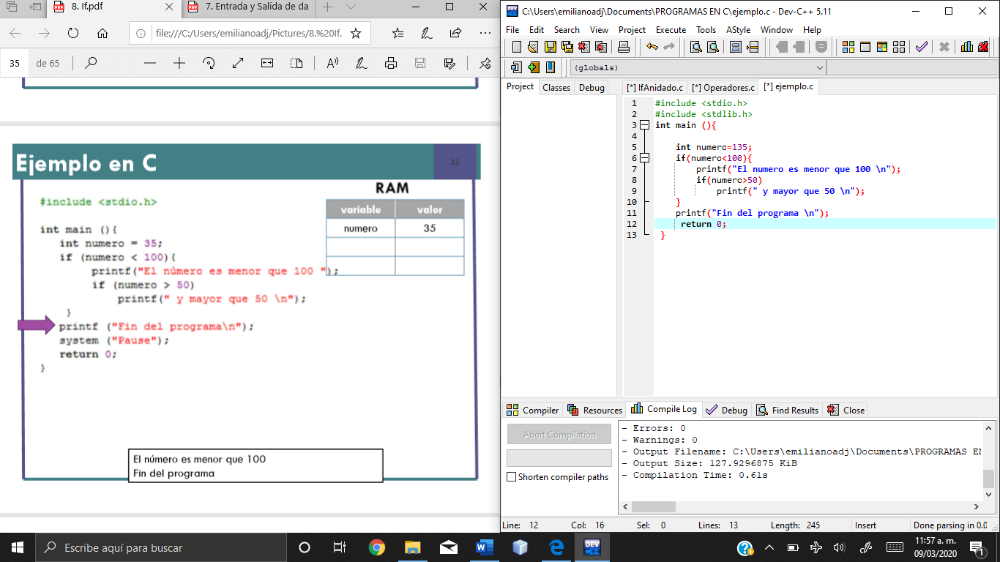 8. If.pdf
7. Entrada y Salida de da
file:///C:/Users/emilianoadj/Pictures/8.%20If.
35 de 65
Ejemplo en C
35
#include <stdio.h>
int main (){
int numero = 35;
if (numero < 100){
printf("El número es menor que 100 ");
if (numero > 50)
printf(" y mayor que 50 \n");
}
printf ("Fin del programa\n");
system ("Pause");
return 0;
}
RAM
variable valor
numero 35
El número es menor que 100
Fin del programa
C:\Users\emilianoadj\Documents\PROGRAMAS EN C\ejemplo.c - Dev-C++ 5.11
File Edit Search View Project Execute Tools AStyle Window Help
(globals)
Project Classes Debug
[*] IfAnidado.c [*] Operadores.c [*] ejemplo.c
1 #include <stdio.h>
2 #include <stdlib.h>
3 int main (){
4
5 int numero=135;
6 if(numero<100){
7 printf("El numero es menor que 100 \n");
8 if(numero>50)
9 printf(" y mayor que 50 \n");
10 }
11 printf("Fin del programa \n");
12 return 0;
13 }
Compiler Resources Compile Log Debug Find Results Close
Abort Compilation
Shorten compiler paths
- Errors: 0
- Warnings: 0
- Output Filename: C:\Users\emilianoadj\Documents\PROGRAMAS EN
- Output Size: 127.9296875 KiB
- Compilation Time: 0.61s
Line: 12 Col: 16 Sel: 0 Lines: 13 Length: 245 Insert Done parsing in 0.0
Escribe aquí para buscar
DEV C++
11:57 a. m.
09/03/2020
1